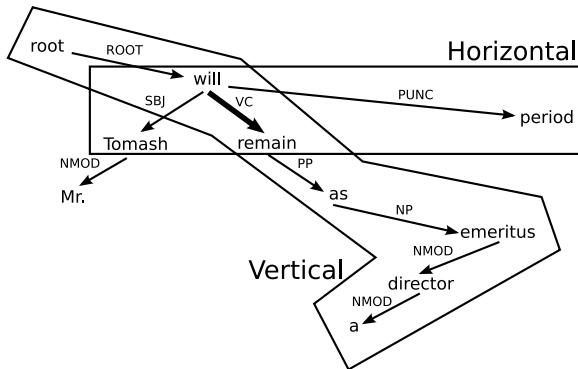 root
ROOT
Horizontal
will
SBJ
VC
PUNC
Tomash
remain
period
NMOD
PP
Mr.
as
NP
emeritus
NMOD
Vertical
director
NMOD
a